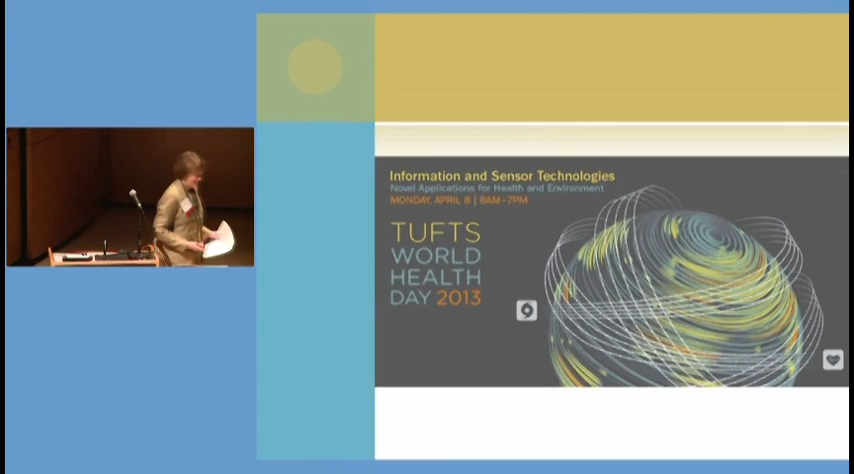 Information and Sensor Technologies
Novel Applications for Health and Environment
MONDAY, APRIL 8 | 8AM–7PM
TUFTS
WORLD
HEALTH
DAY 2013